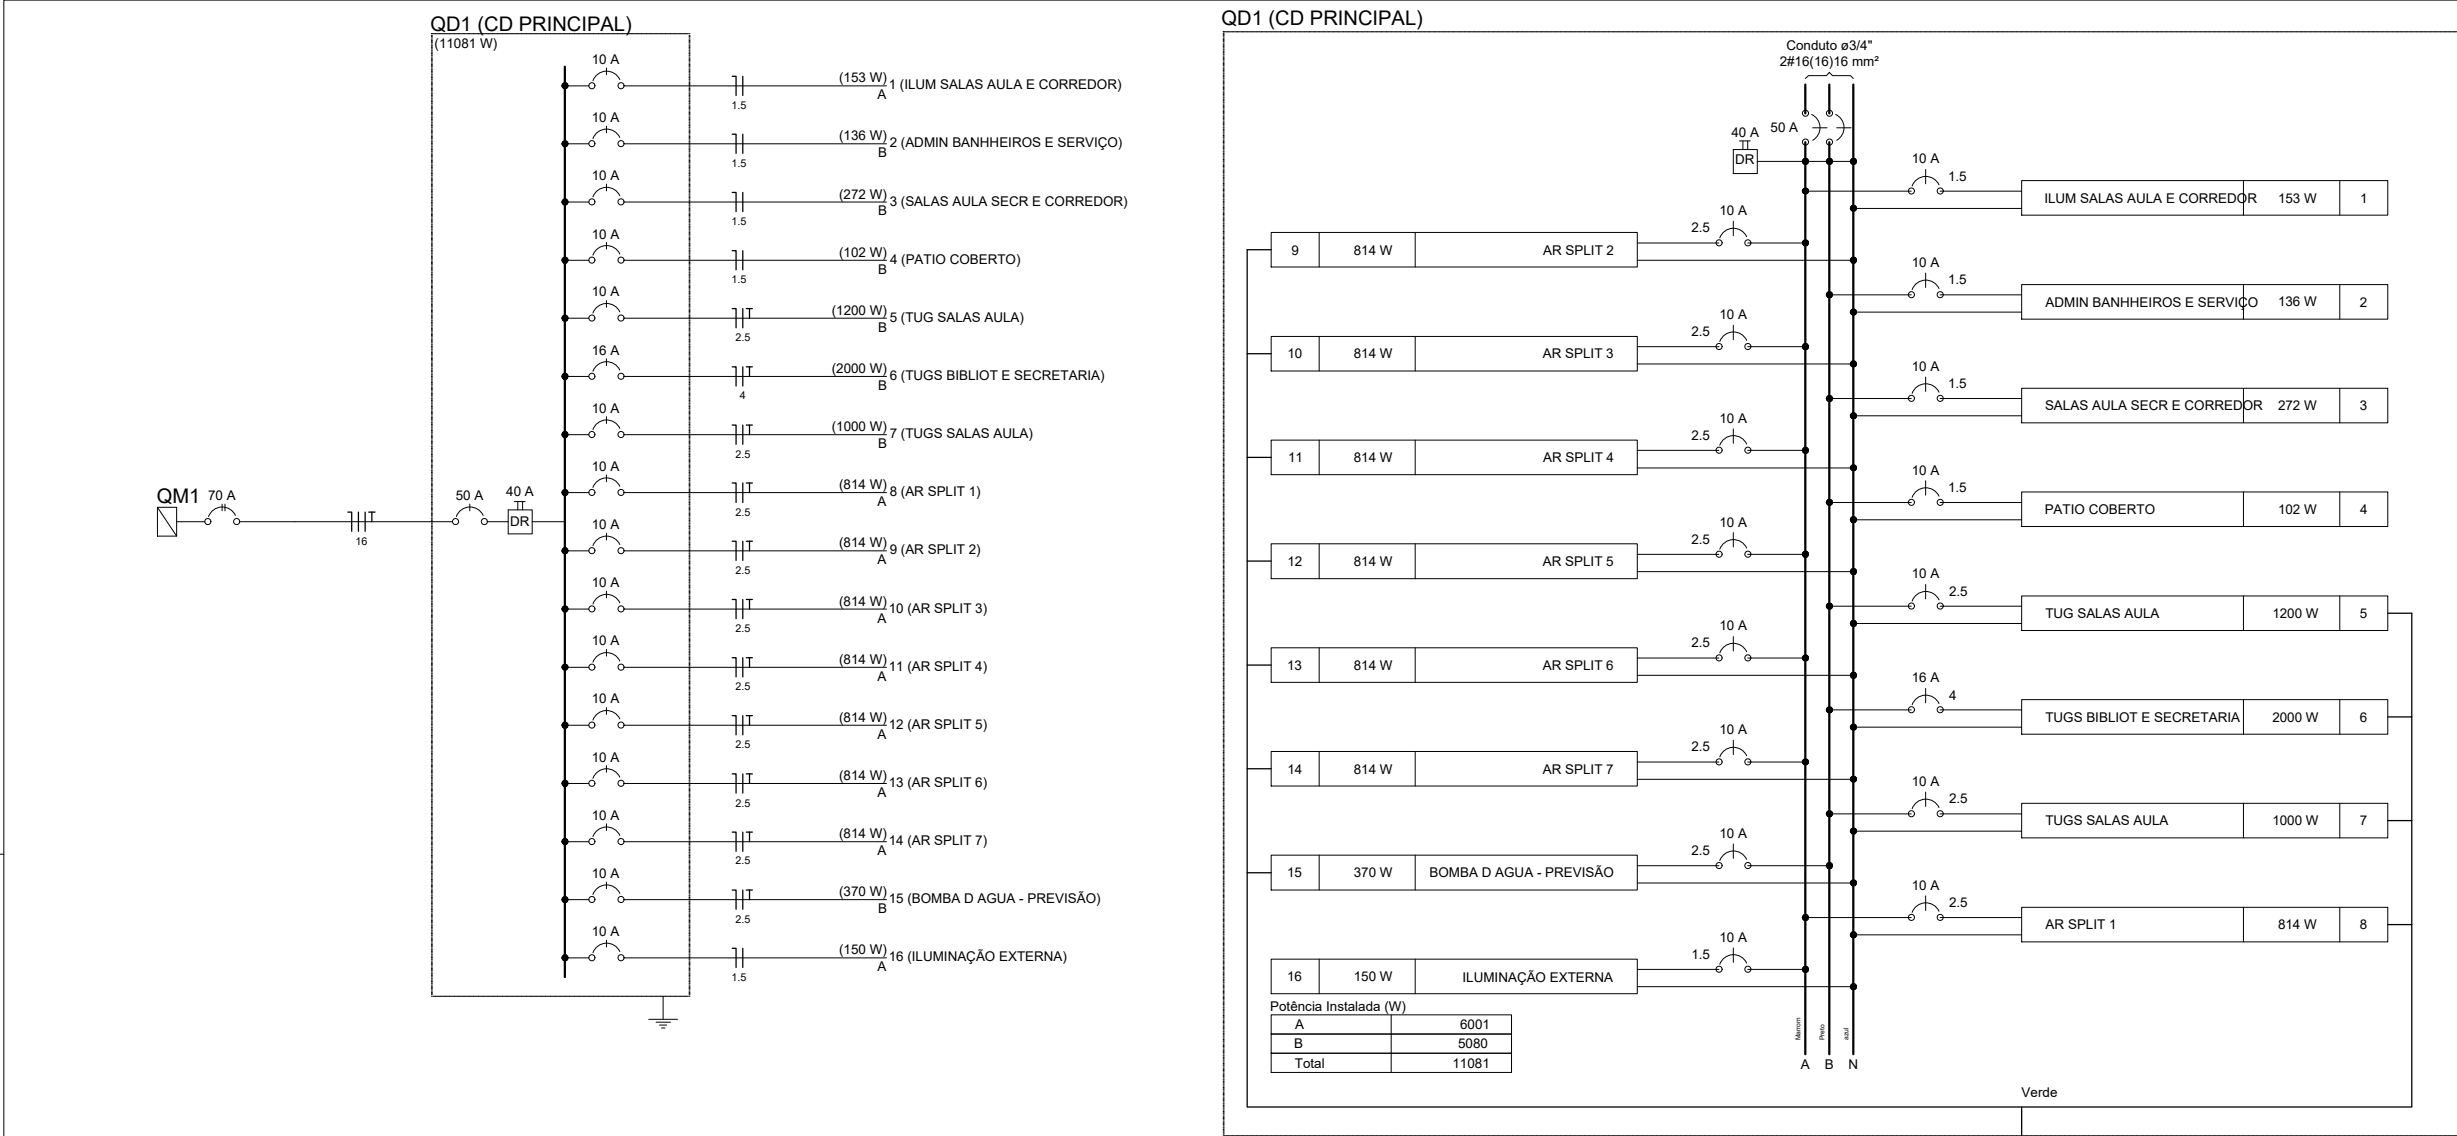 QD1 (CD PRINCIPAL)
(11081 W)
10 A
1.5
(153 W)
A
1 (ILUM SALAS AULA E CORREDOR)
10 A
1.5
(136 W)
B
2 (ADMIN BANHHEIROS E SERVIÇO)
10 A
1.5
(272 W)
B
3 (SALAS AULA SECR E CORREDOR)
10 A
1.5
(102 W)
B
4 (PATIO COBERTO)
10 A
2.5
(1200 W)
B
5 (TUG SALAS AULA)
16 A
4
(2000 W)
B
6 (TUGS BIBLIOT E SECRETARIA)
10 A
2.5
(1000 W)
B
7 (TUGS SALAS AULA)
10 A
2.5
(814 W)
A
8 (AR SPLIT 1)
QM1
70 A
16
50 A
40 A
DR
10 A
2.5
(814 W)
A
9 (AR SPLIT 2)
10 A
2.5
(814 W)
A
10 (AR SPLIT 3)
10 A
2.5
(814 W)
A
11 (AR SPLIT 4)
10 A
2.5
(814 W)
A
12 (AR SPLIT 5)
10 A
2.5
(814 W)
A
13 (AR SPLIT 6)
10 A
2.5
(814 W)
A
14 (AR SPLIT 7)
10 A
2.5
(370 W)
B
15 (BOMBA D AGUA - PREVISÃO)
10 A
1.5
(150 W)
A
16 (ILUMINAÇÃO EXTERNA)
QD1 (CD PRINCIPAL)
Conduto ø3/4"
2#16(16)16 mm²
50 A
40 A
DR
10 A
1.5
ILUM SALAS AULA E CORREDOR 153 W 1
10 A
2.5
9 814 W AR SPLIT 2
10 A
1.5
ADMIN BANHHEIROS E SERVIÇO 136 W 2
10 A
2.5
10 814 W AR SPLIT 3
10 A
1.5
SALAS AULA SECR E CORREDOR 272 W 3
10 A
2.5
11 814 W AR SPLIT 4
10 A
1.5
PATIO COBERTO 102 W 4
10 A
2.5
12 814 W AR SPLIT 5
10 A
2.5
TUG SALAS AULA 1200 W 5
10 A
2.5
13 814 W AR SPLIT 6
16 A
4
TUGS BIBLIOT E SECRETARIA 2000 W 6
10 A
2.5
14 814 W AR SPLIT 7
10 A
2.5
TUGS SALAS AULA 1000 W 7
10 A
2.5
15 370 W BOMBA D AGUA - PREVISÃO
10 A
2.5
AR SPLIT 1 814 W 8
10 A
1.5
16 150 W ILUMINAÇÃO EXTERNA
Potência Instalada (W)
A 6001
B 5080
Total 11081
Marrom
Preto
azul
A B N
Verde